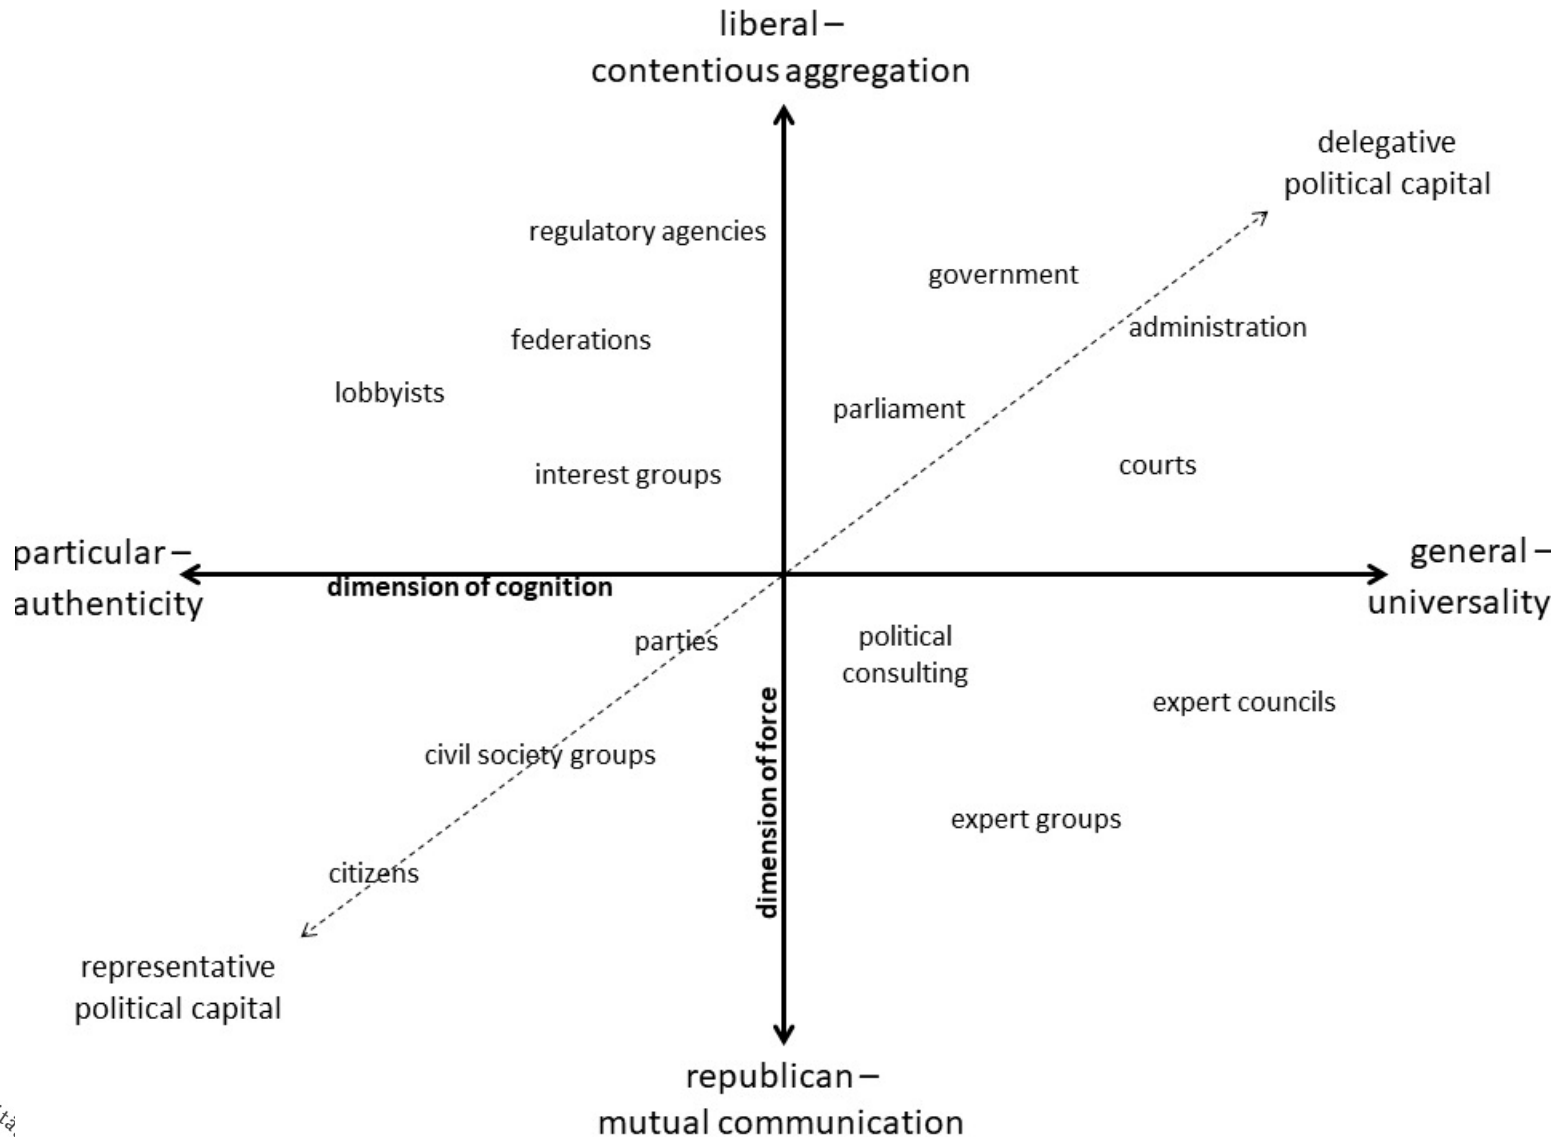 liberal –
contentious aggregation
delegative
political capital
regulatory agencies
government
administration
federations
lobbyists
parliament
courts
interest groups
particular –
authenticity
general –
universality
dimension of cognition
parties
political
consulting
expert councils
dimension of force
civil society groups
expert groups
citizens
representative
political capital
republican –
mutual communication